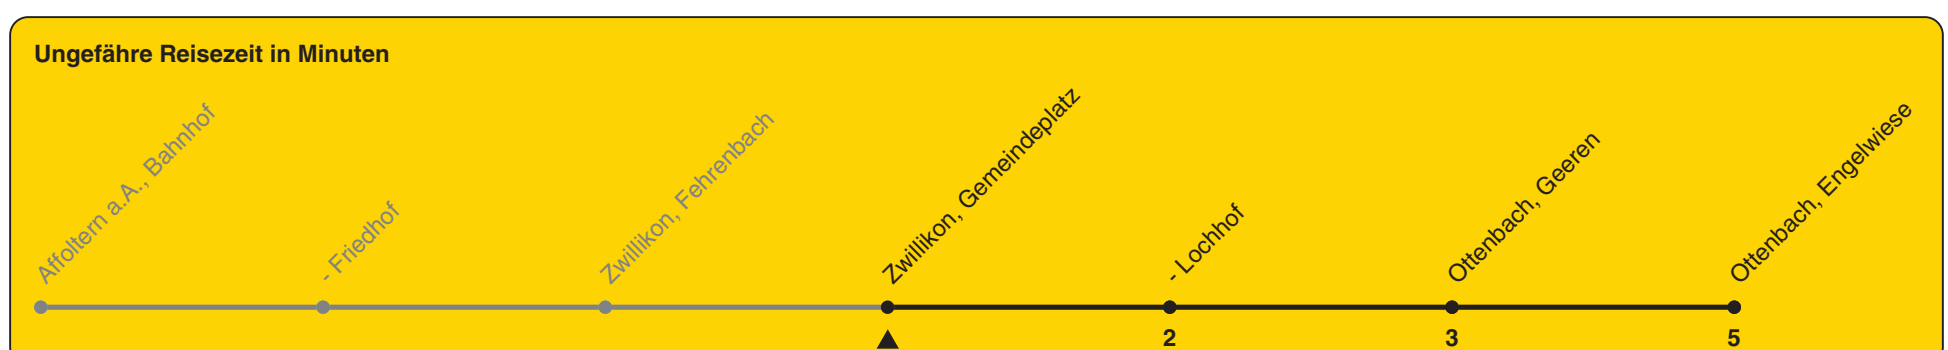 Ungefähre Reisezeit in Minuten
Affoltern a.A., Bahnhof
- Friedhof
Zwillikon, Fehrenbach
Zwillikon, Gemeindeplatz
- Lochhof
Ottenbach, Geeren
Ottenbach, Engelwiese
2
3
5